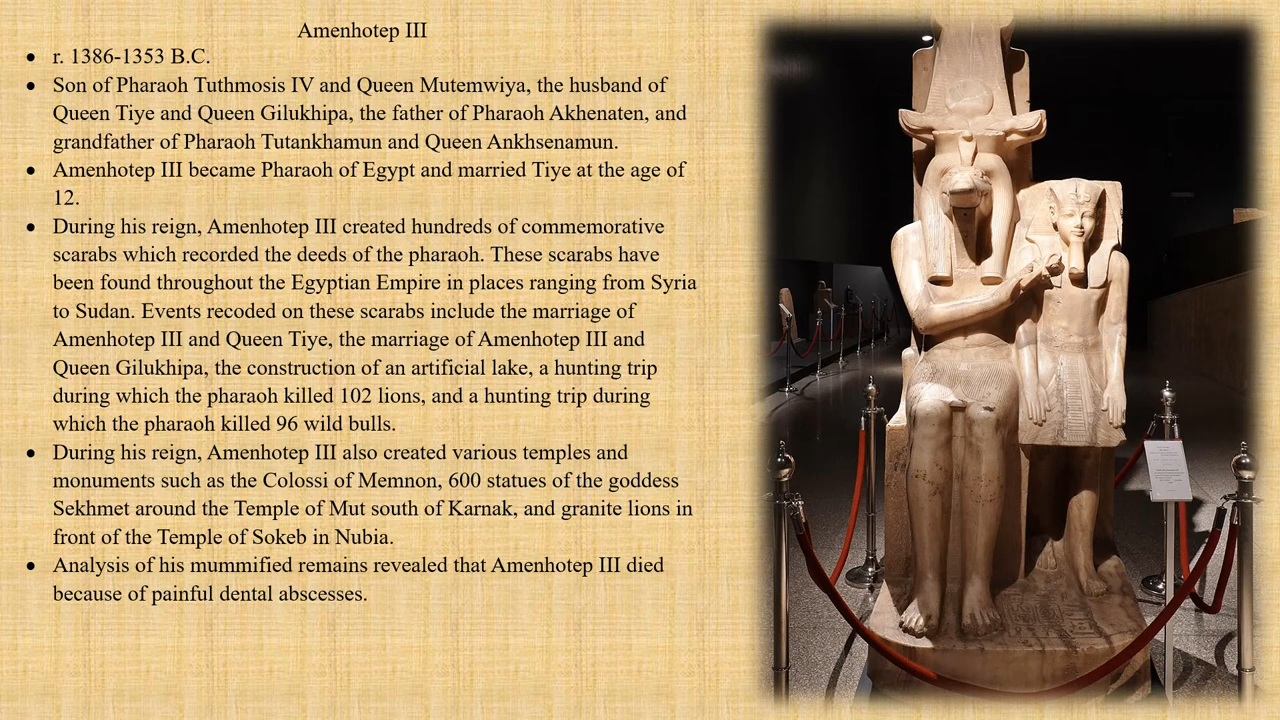 Amenhotep III
• r. 1386-1353 B.C.
• Son of Pharaoh Tuthmosis IV and Queen Mutemwiya, the husband of
Queen Tiye and Queen Gilukhipa, the father of Pharaoh Akhenaten, and
grandfather of Pharaoh Tutankhamun and Queen Ankhsenamun.
• Amenhotep III became Pharaoh of Egypt and married Tiye at the age of
12.
• During his reign, Amenhotep III created hundreds of commemorative
scarabs which recorded the deeds of the pharaoh. These scarabs have
been found throughout the Egyptian Empire in places ranging from Syria
to Sudan. Events recoded on these scarabs include the marriage of
Amenhotep III and Queen Tiye, the marriage of Amenhotep III and
Queen Gilukhipa, the construction of an artificial lake, a hunting trip
during which the pharaoh killed 102 lions, and a hunting trip during
which the pharaoh killed 96 wild bulls.
• During his reign, Amenhotep III also created various temples and
monuments such as the Colossi of Memnon, 600 statues of the goddess
Sekhmet around the Temple of Mut south of Karnak, and granite lions in
front of the Temple of Sokeb in Nubia.
• Analysis of his mummified remains revealed that Amenhotep III died
because of painful dental abscesses.